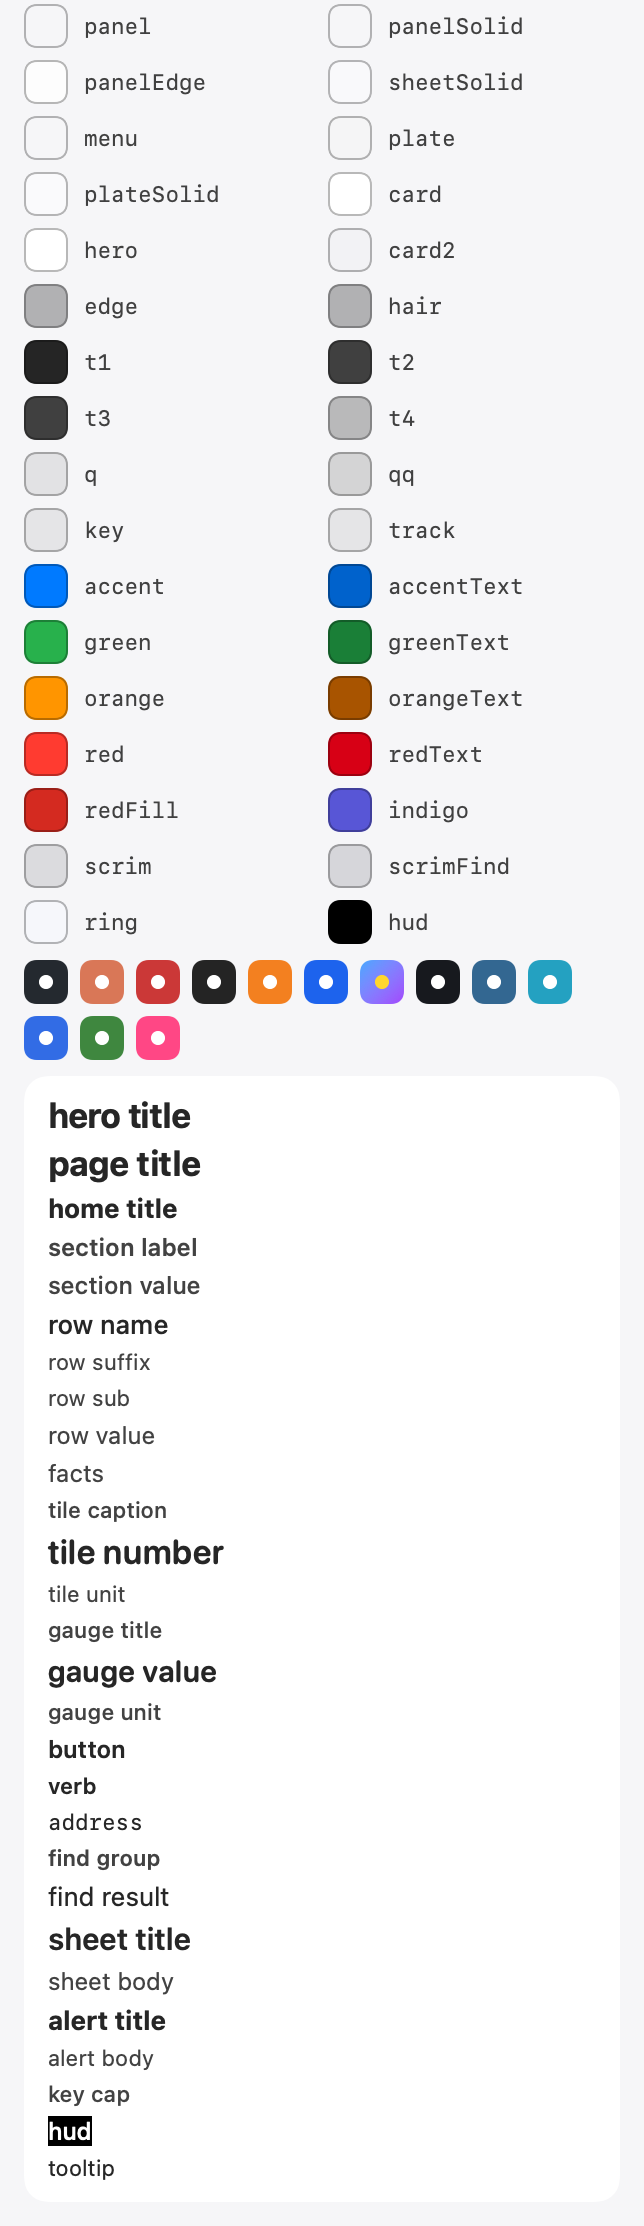 panel panelSolid
panelEdge sheetSolid
menu plate
plateSolid card
hero card2
edge hair
t1 t2
t3 t4
q qq
key track
accent accentText
green greenText
orange orangeText
red redText
redFill indigo
scrim scrimFind
ring hud
hero title
page title
home title
section label
section value
row name
row suffix
row sub
row value
facts
tile caption
tile number
tile unit
gauge title
gauge value
gauge unit
button
verb
address
find group
find result
sheet title
sheet body
alert title
alert body
key cap
hud
tooltip